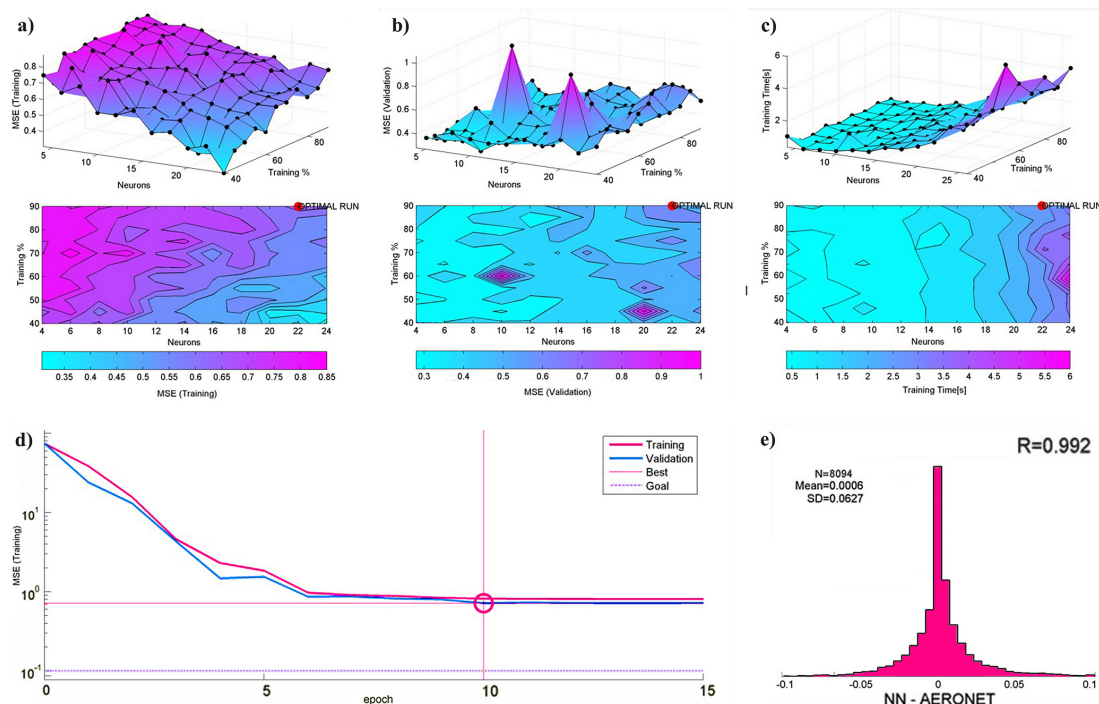 a)
0.8
0.7
0.6
0.5
0.4
MSE (Training)
5
10
15
20
Neurons
40
60
80
Training %
b)
1
0.8
0.6
0.4
MSE (Validation)
5
10
15
20
Neurons
40
60
80
Training %
c)
6
4
2
Training Time[s]
5
10
15
20
25
Neurons
40
60
80
Training %
90
80
70
60
50
40
Training %
OPTIMAL RUN
4 6 8 10 12 14 16 18 20 22 24
Neurons
0.35 0.4 0.45 0.5 0.55 0.6 0.65 0.7 0.75 0.8 0.85
MSE (Training)
90
80
70
60
50
40
Training %
OPTIMAL RUN
4 6 8 10 12 14 16 18 20 22 24
Neurons
0.3 0.4 0.5 0.6 0.7 0.8 0.9 1
MSE (Validation)
90
80
70
60
50
40
Training %
OPTIMAL RUN
4 6 8 10 12 14 16 18 20 22 24
Neurons
0.5 1 1.5 2 2.5 3 3.5 4 4.5 5 5.5 6
Training Time[s]
d)
Training
Validation
Best
Goal
10^1
10^0
10^-1
MSE (Training)
0 5 10 15
epoch
e)
R=0.992
N=8094
Mean=0.0006
SD=0.0627
-0.1 -0.05 0 0.05 0.1
NN - AERONET